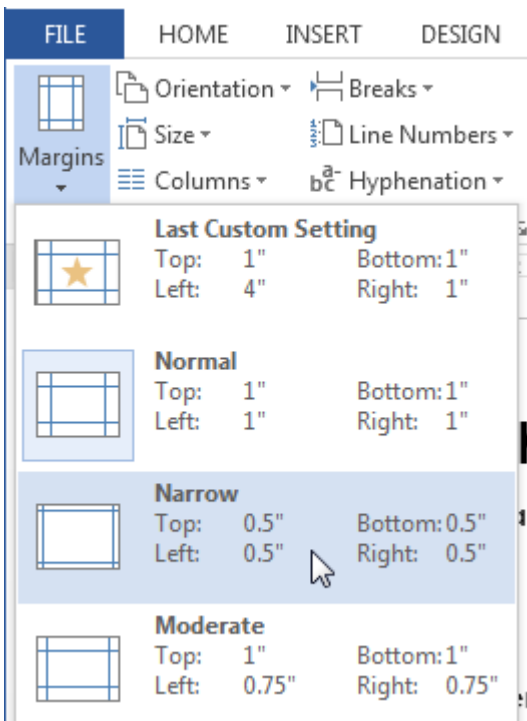 FILE HOME INSERT DESIGN
Orientation Breaks
Size Line Numbers
Margins
Columns Hyphenation
Last Custom Setting
Top: 1" Bottom: 1"
Left: 4" Right: 1"
Normal
Top: 1" Bottom: 1"
Left: 1" Right: 1"
Narrow
Top: 0.5" Bottom: 0.5"
Left: 0.5" Right: 0.5"
Moderate
Top: 1" Bottom: 1"
Left: 0.75" Right: 0.75"